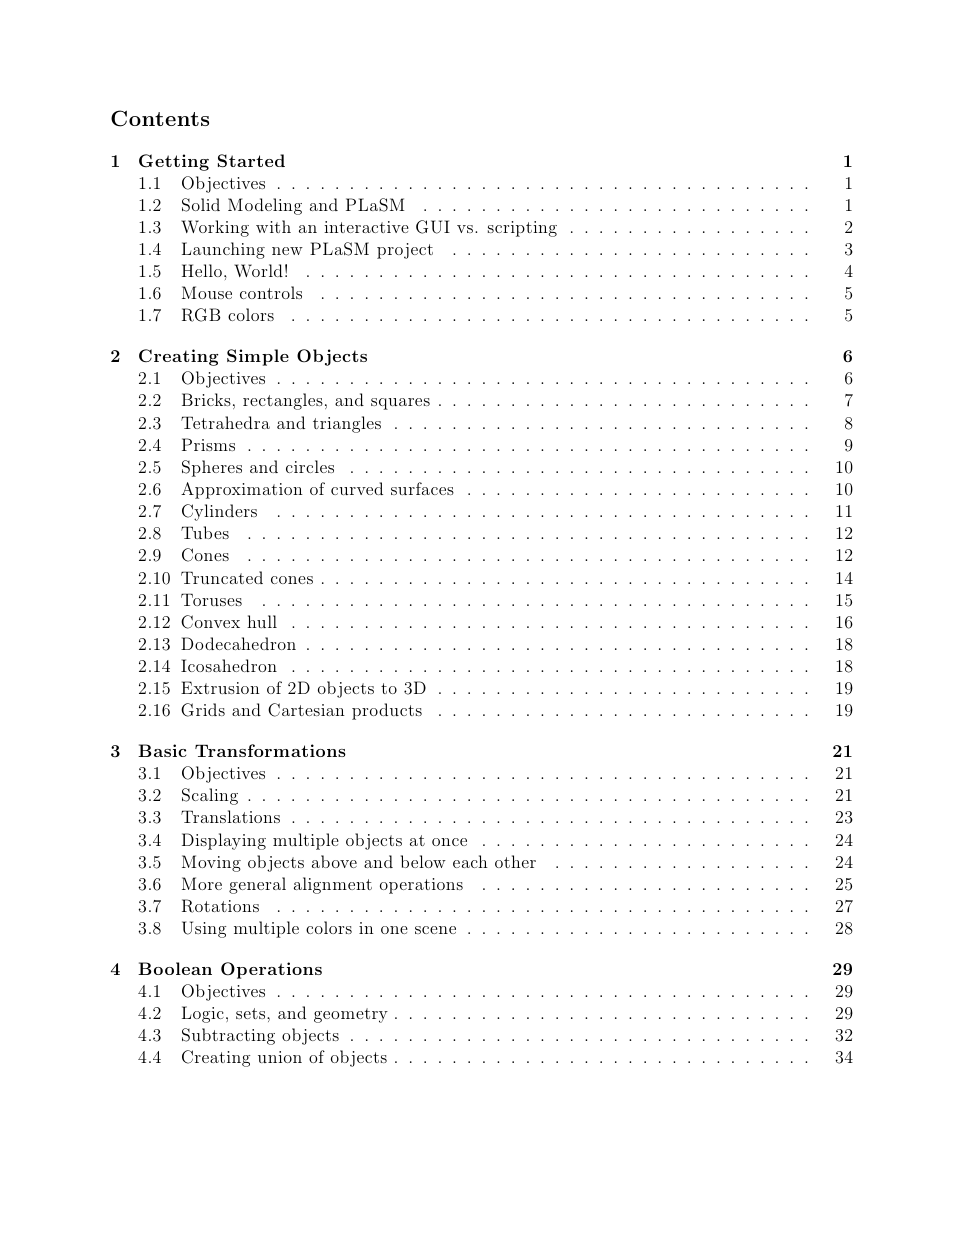 Contents
1 Getting Started 1
1.1 Objectives . . . . . . . . . . . . . . . . . . . . . . . . . . . . . . . . . . . . . 1
1.2 Solid Modeling and PLaSM . . . . . . . . . . . . . . . . . . . . . . . . . . . 1
1.3 Working with an interactive GUI vs. scripting . . . . . . . . . . . . . . . . . 2
1.4 Launching new PLaSM project . . . . . . . . . . . . . . . . . . . . . . . . . 3
1.5 Hello, World! . . . . . . . . . . . . . . . . . . . . . . . . . . . . . . . . . . . 4
1.6 Mouse controls . . . . . . . . . . . . . . . . . . . . . . . . . . . . . . . . . . 5
1.7 RGB colors . . . . . . . . . . . . . . . . . . . . . . . . . . . . . . . . . . . . 5
2 Creating Simple Objects 6
2.1 Objectives . . . . . . . . . . . . . . . . . . . . . . . . . . . . . . . . . . . . . 6
2.2 Bricks, rectangles, and squares . . . . . . . . . . . . . . . . . . . . . . . . . . 7
2.3 Tetrahedra and triangles . . . . . . . . . . . . . . . . . . . . . . . . . . . . . 8
2.4 Prisms . . . . . . . . . . . . . . . . . . . . . . . . . . . . . . . . . . . . . . . 9
2.5 Spheres and circles . . . . . . . . . . . . . . . . . . . . . . . . . . . . . . . . 10
2.6 Approximation of curved surfaces . . . . . . . . . . . . . . . . . . . . . . . . 10
2.7 Cylinders . . . . . . . . . . . . . . . . . . . . . . . . . . . . . . . . . . . . . 11
2.8 Tubes . . . . . . . . . . . . . . . . . . . . . . . . . . . . . . . . . . . . . . . 12
2.9 Cones . . . . . . . . . . . . . . . . . . . . . . . . . . . . . . . . . . . . . . . 12
2.10 Truncated cones . . . . . . . . . . . . . . . . . . . . . . . . . . . . . . . . . . 14
2.11 Toruses . . . . . . . . . . . . . . . . . . . . . . . . . . . . . . . . . . . . . . 15
2.12 Convex hull . . . . . . . . . . . . . . . . . . . . . . . . . . . . . . . . . . . . 16
2.13 Dodecahedron . . . . . . . . . . . . . . . . . . . . . . . . . . . . . . . . . . . 18
2.14 Icosahedron . . . . . . . . . . . . . . . . . . . . . . . . . . . . . . . . . . . . 18
2.15 Extrusion of 2D objects to 3D . . . . . . . . . . . . . . . . . . . . . . . . . . 19
2.16 Grids and Cartesian products . . . . . . . . . . . . . . . . . . . . . . . . . . 19
3 Basic Transformations 21
3.1 Objectives . . . . . . . . . . . . . . . . . . . . . . . . . . . . . . . . . . . . . 21
3.2 Scaling . . . . . . . . . . . . . . . . . . . . . . . . . . . . . . . . . . . . . . . 21
3.3 Translations . . . . . . . . . . . . . . . . . . . . . . . . . . . . . . . . . . . . 23
3.4 Displaying multiple objects at once . . . . . . . . . . . . . . . . . . . . . . . 24
3.5 Moving objects above and below each other . . . . . . . . . . . . . . . . . . 24
3.6 More general alignment operations . . . . . . . . . . . . . . . . . . . . . . . 25
3.7 Rotations . . . . . . . . . . . . . . . . . . . . . . . . . . . . . . . . . . . . . 27
3.8 Using multiple colors in one scene . . . . . . . . . . . . . . . . . . . . . . . . 28
4 Boolean Operations 29
4.1 Objectives . . . . . . . . . . . . . . . . . . . . . . . . . . . . . . . . . . . . . 29
4.2 Logic, sets, and geometry . . . . . . . . . . . . . . . . . . . . . . . . . . . . . 29
4.3 Subtracting objects . . . . . . . . . . . . . . . . . . . . . . . . . . . . . . . . 32
4.4 Creating union of objects . . . . . . . . . . . . . . . . . . . . . . . . . . . . . 34